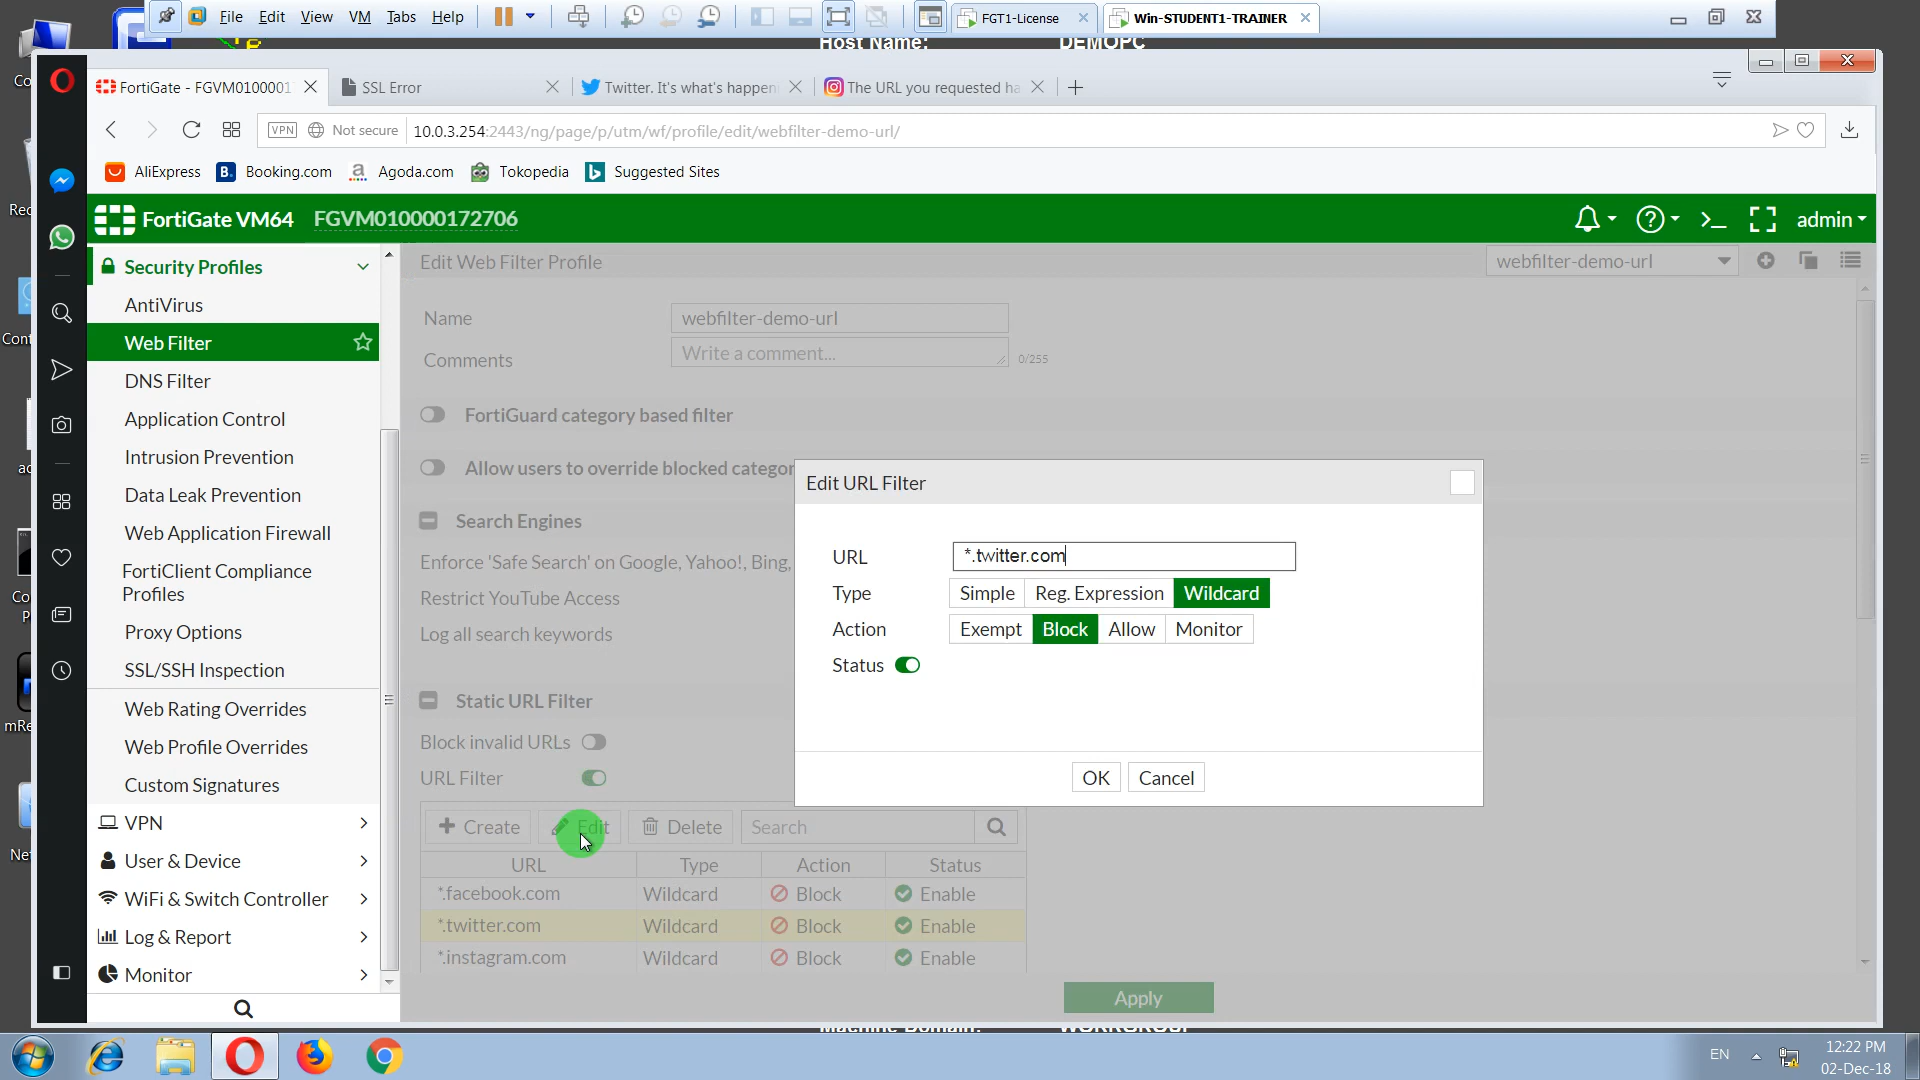 File Edit View VM Tabs Help
FGT1-License
Win-STUDENT1-TRAINER
Host Name: DEMOPC
FortiGate - FGVM0100001
SSL Error
Twitter. It's what's happen
The URL you requested ha
VPN
Not secure
10.0.3.254:2443/ng/page/p/utm/wf/profile/edit/webfilter-demo-url/
AliExpress
Booking.com
Agoda.com
Tokopedia
Suggested Sites
FortiGate VM64
FGVM010000172706
admin
Security Profiles
AntiVirus
Web Filter
DNS Filter
Application Control
Intrusion Prevention
Data Leak Prevention
Web Application Firewall
FortiClient Compliance
Profiles
Proxy Options
SSL/SSH Inspection
Web Rating Overrides
Web Profile Overrides
Custom Signatures
VPN
User & Device
WiFi & Switch Controller
Log & Report
Monitor
Edit Web Filter Profile
webfilter-demo-url
Name
webfilter-demo-url
Comments
Write a comment...
0/255
FortiGuard category based filter
Allow users to override blocked categor
Search Engines
Enforce 'Safe Search' on Google, Yahoo!, Bing,
Restrict YouTube Access
Log all search keywords
Static URL Filter
Block invalid URLs
URL Filter
Create
Edit
Delete
Search
URL Type Action Status
*.facebook.com Wildcard Block Enable
*.twitter.com Wildcard Block Enable
*.instagram.com Wildcard Block Enable
Apply
Edit URL Filter
URL
*.twitter.com
Type
Simple Reg. Expression Wildcard
Action
Exempt Block Allow Monitor
Status
OK Cancel
Machine Domain: WORKGROUP
EN
12:22 PM
02-Dec-18